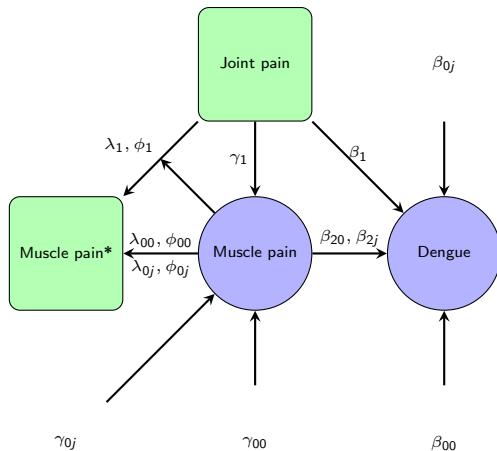 Joint pain
β0j
λ1, ϕ1
γ1
β1
Muscle pain*
λ00, ϕ00
λ0j, ϕ0j
Muscle pain
β20, β2j
Dengue
γ0j
γ00
β00